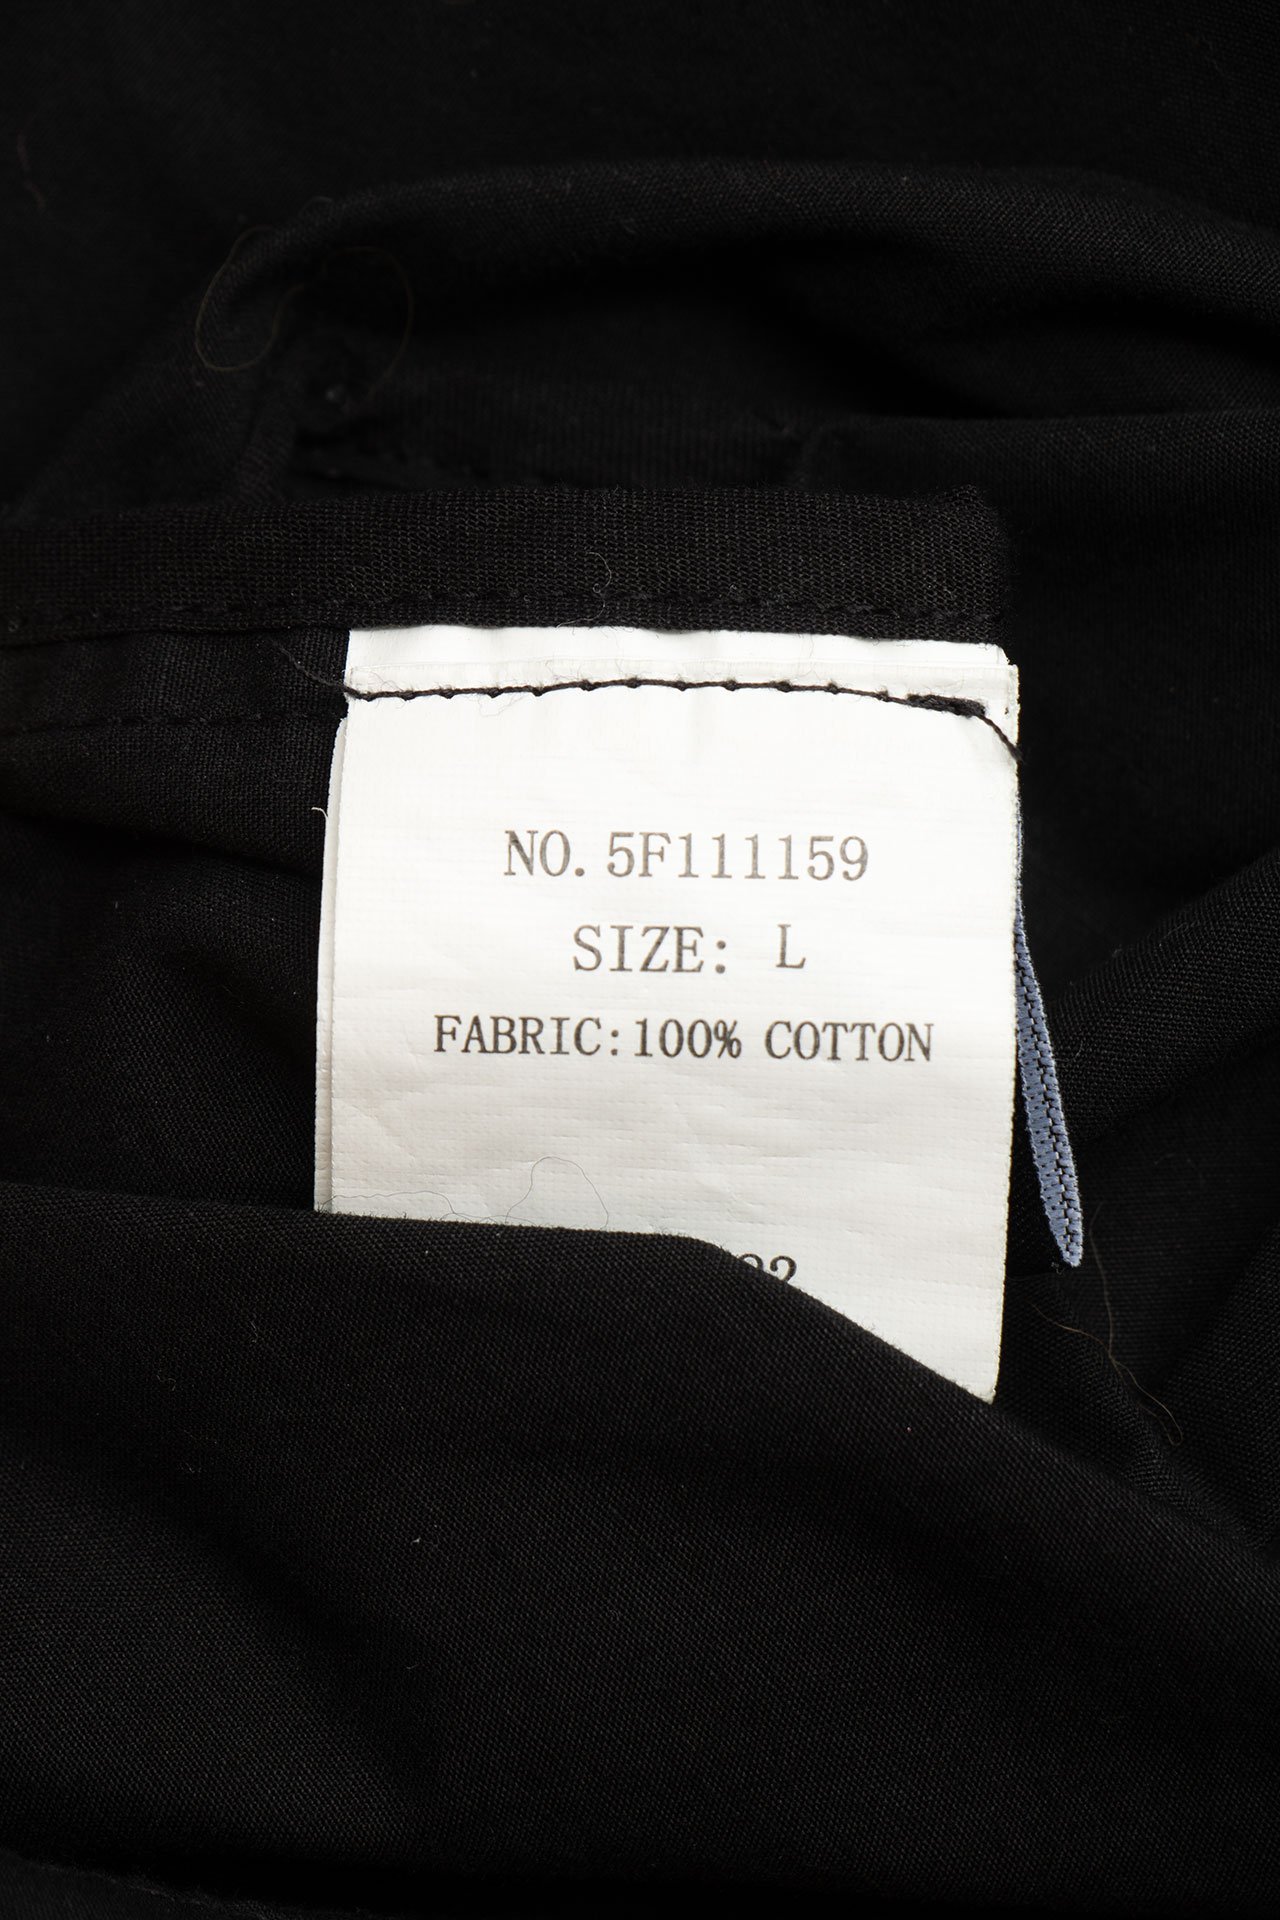 NO. 5F111159
SIZE: L
FABRIC:100% COTTON